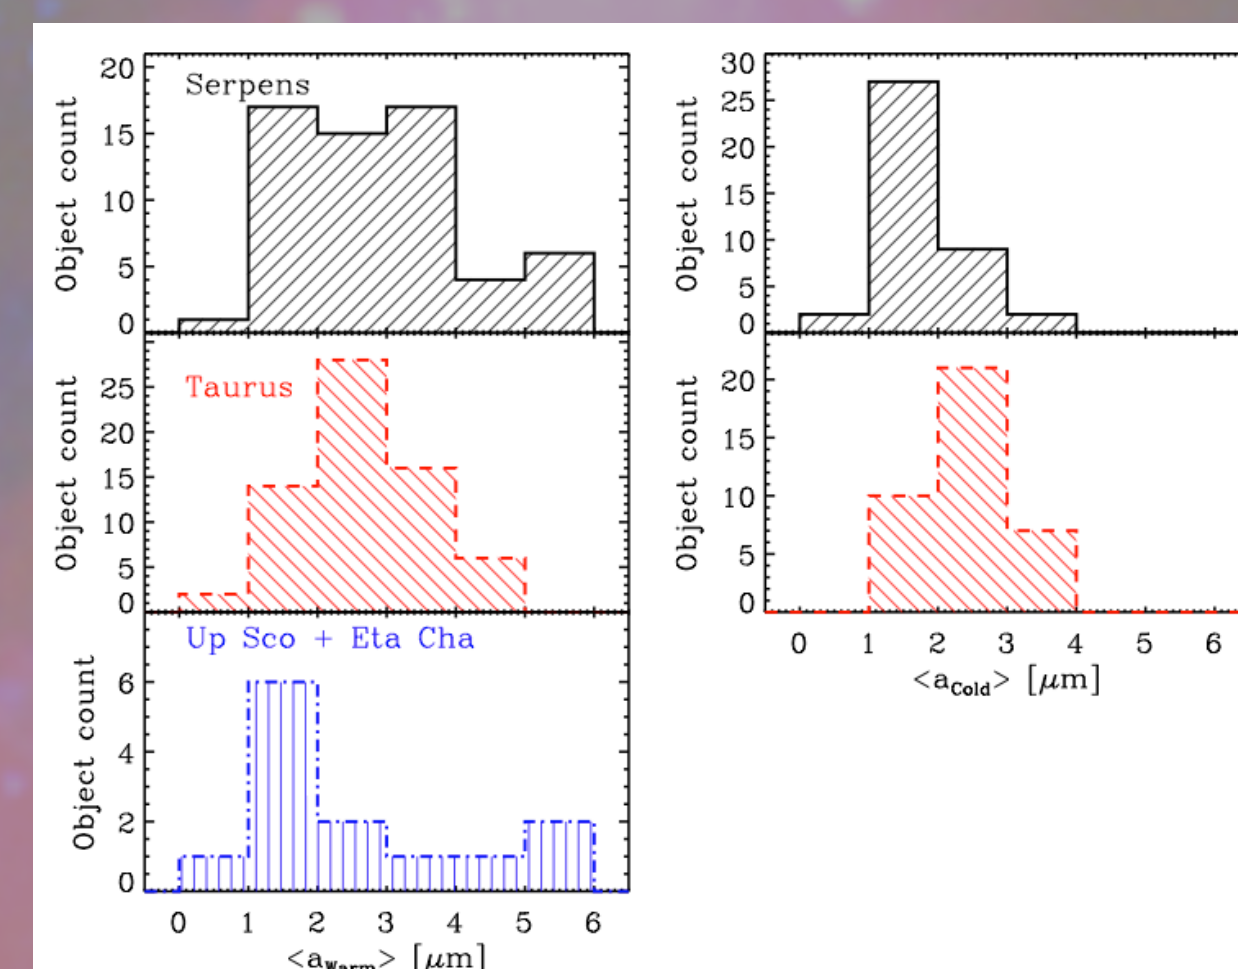 Serpens
Object count
20
15
10
5
0
Object count
30
25
20
15
10
5
0
Taurus
Object count
25
20
15
10
5
0
Object count
20
15
10
5
0
0 1 2 3 4 5 6
<a_Cold> [μm]
Up Sco + Eta Cha
Object count
6
4
2
0
0 1 2 3 4 5 6
<a_Warm> [μm]